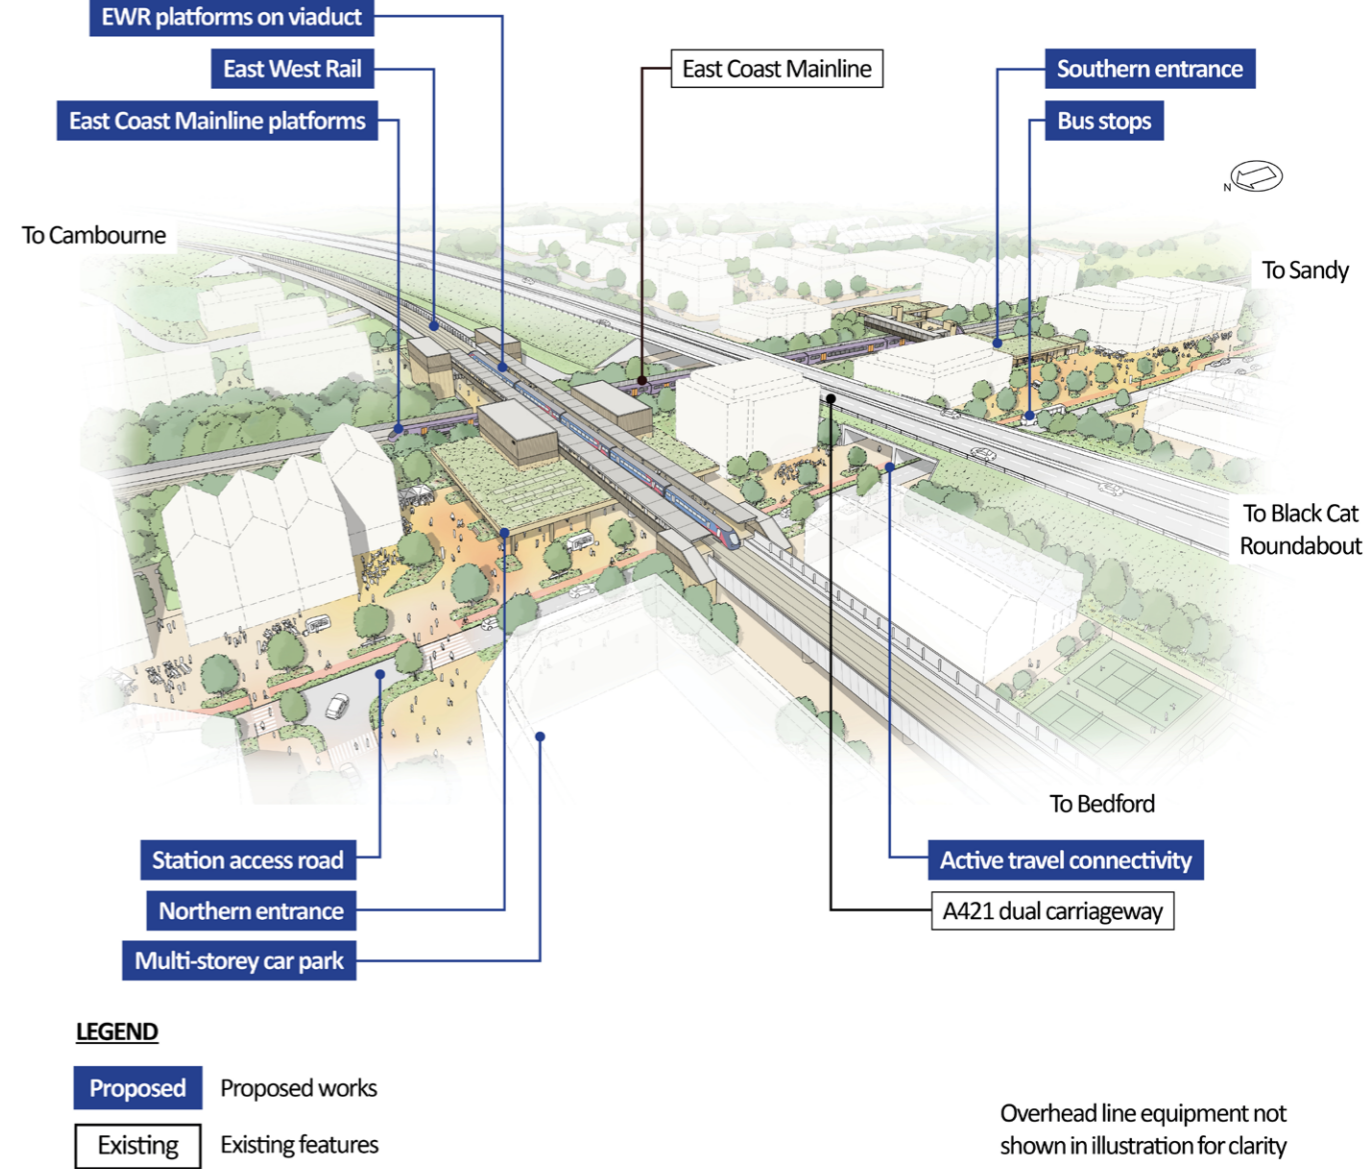 EWR platforms on viaduct
East West Rail
East Coast Mainline platforms
East Coast Mainline
Southern entrance
Bus stops
N
To Cambourne
To Sandy
To Black Cat
Roundabout
To Bedford
Station access road
Northern entrance
Multi-storey car park
Active travel connectivity
A421 dual carriageway
LEGEND
Proposed Proposed works
Existing Existing features
Overhead line equipment not
shown in illustration for clarity